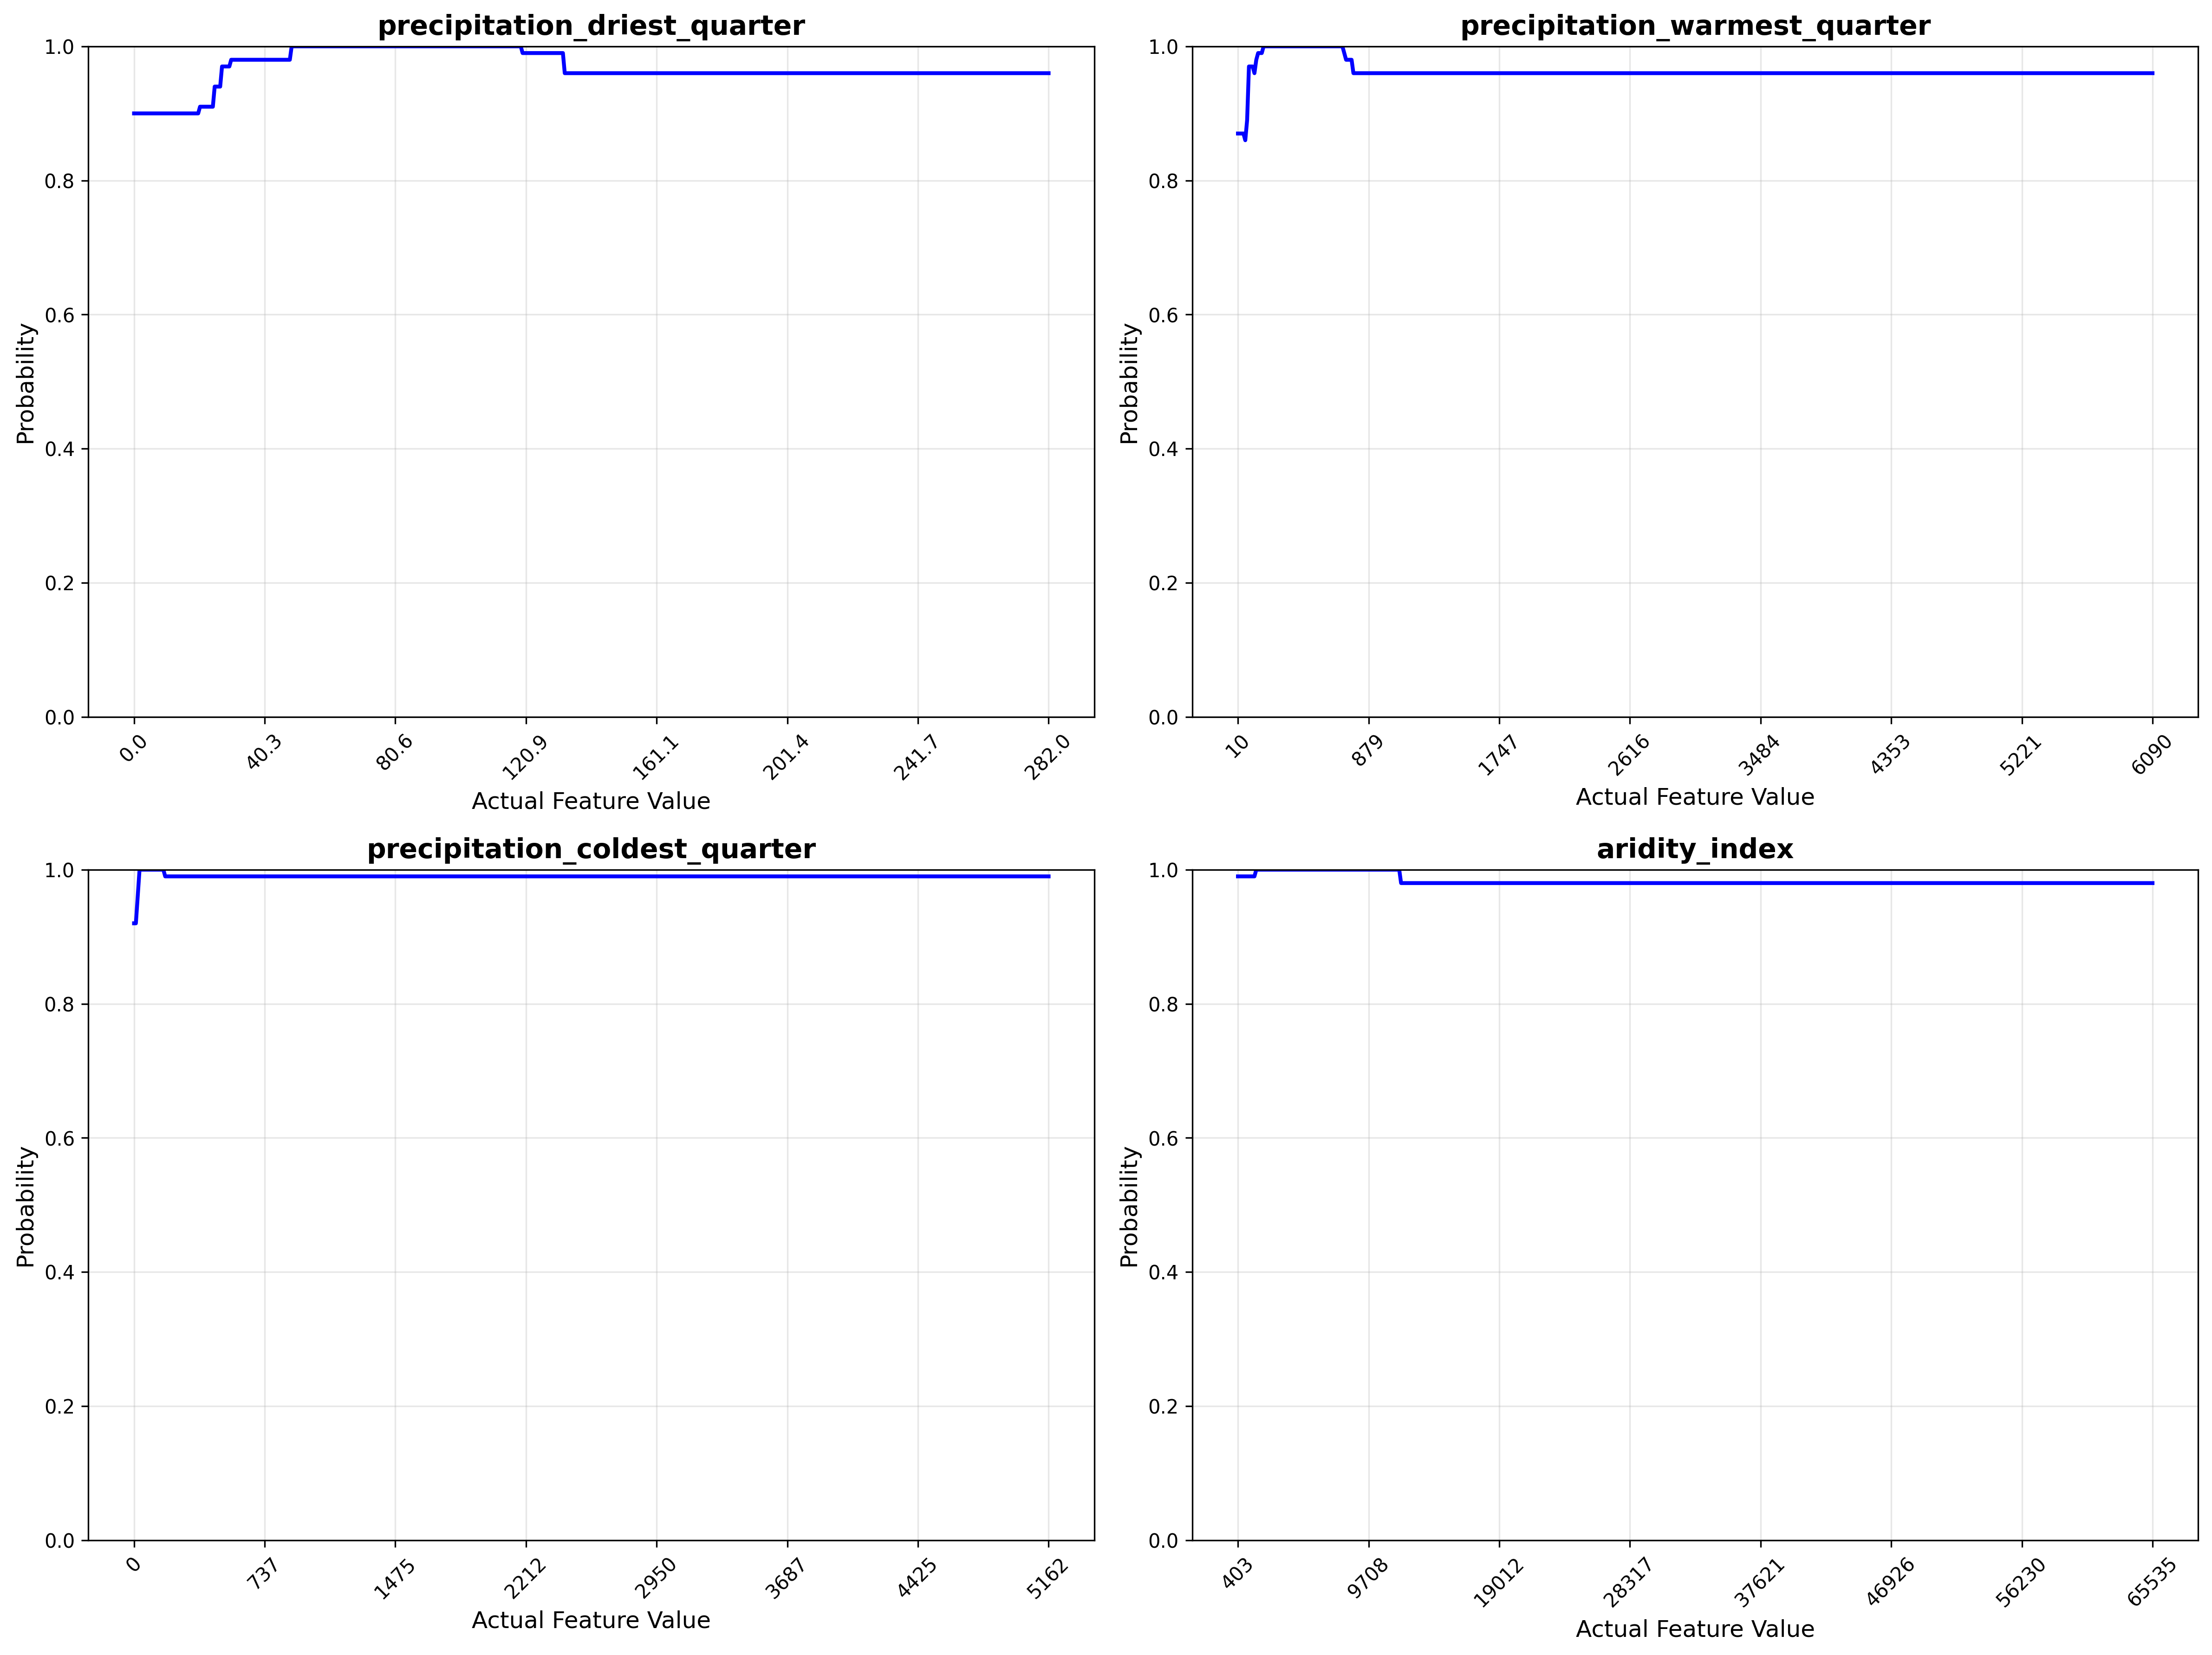 precipitation_driest_quarter
Probability
1.0
0.8
0.6
0.4
0.2
0.0
0.0 40.3 80.6 120.9 161.1 201.4 241.7 282.0
Actual Feature Value
precipitation_warmest_quarter
Probability
1.0
0.8
0.6
0.4
0.2
0.0
10 879 1747 2616 3484 4353 5221 6090
Actual Feature Value
precipitation_coldest_quarter
Probability
1.0
0.8
0.6
0.4
0.2
0.0
0 737 1475 2212 2950 3687 4425 5162
Actual Feature Value
aridity_index
Probability
1.0
0.8
0.6
0.4
0.2
0.0
403 9708 19012 28317 37621 46926 56230 65535
Actual Feature Value